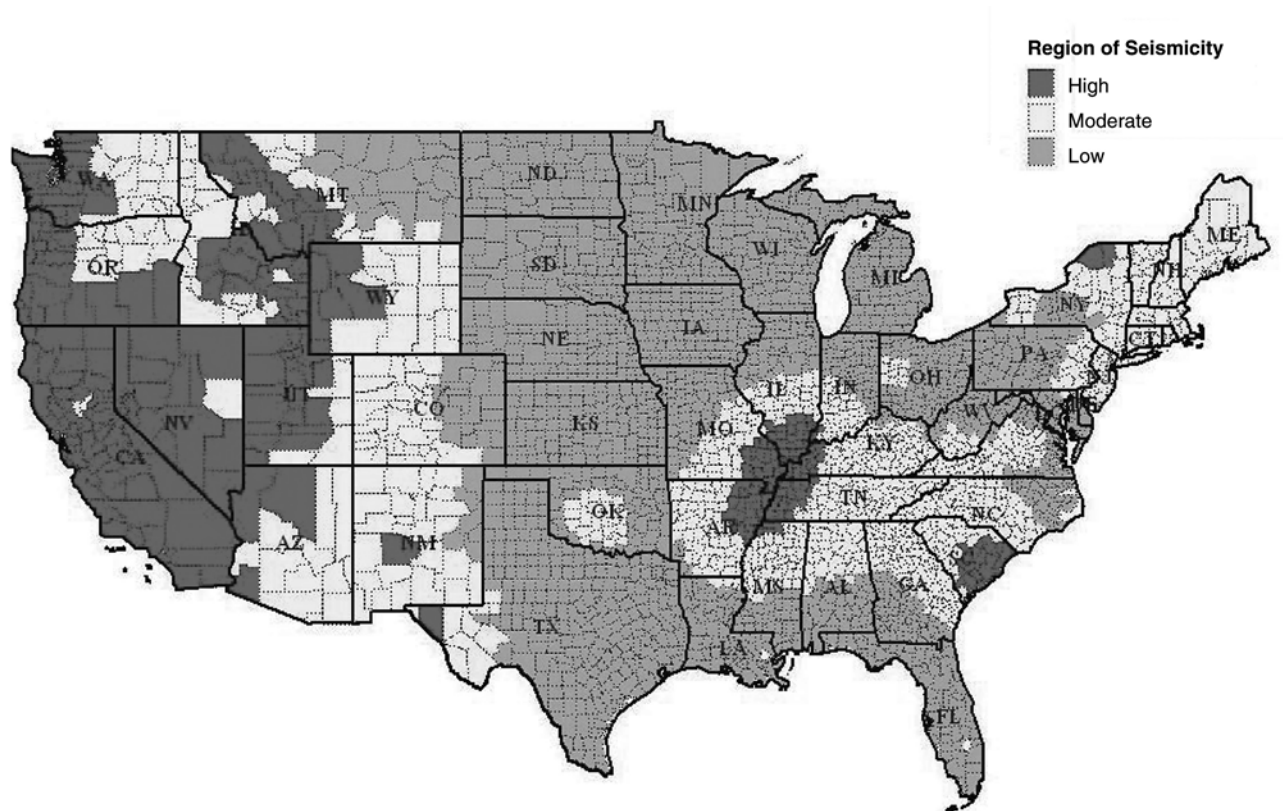 Region of Seismicity
High
Moderate
Low
WA
MT
ND
MN
ME
OR
WY
SD
WI
MI
NH
NY
NE
IA
PA
CT
NJ
NV
UT
CO
KS
MO
IL
IN
OH
WV
CA
KY
AZ
NM
OK
AR
TN
NC
TX
LA
MS
AL
GA
FL